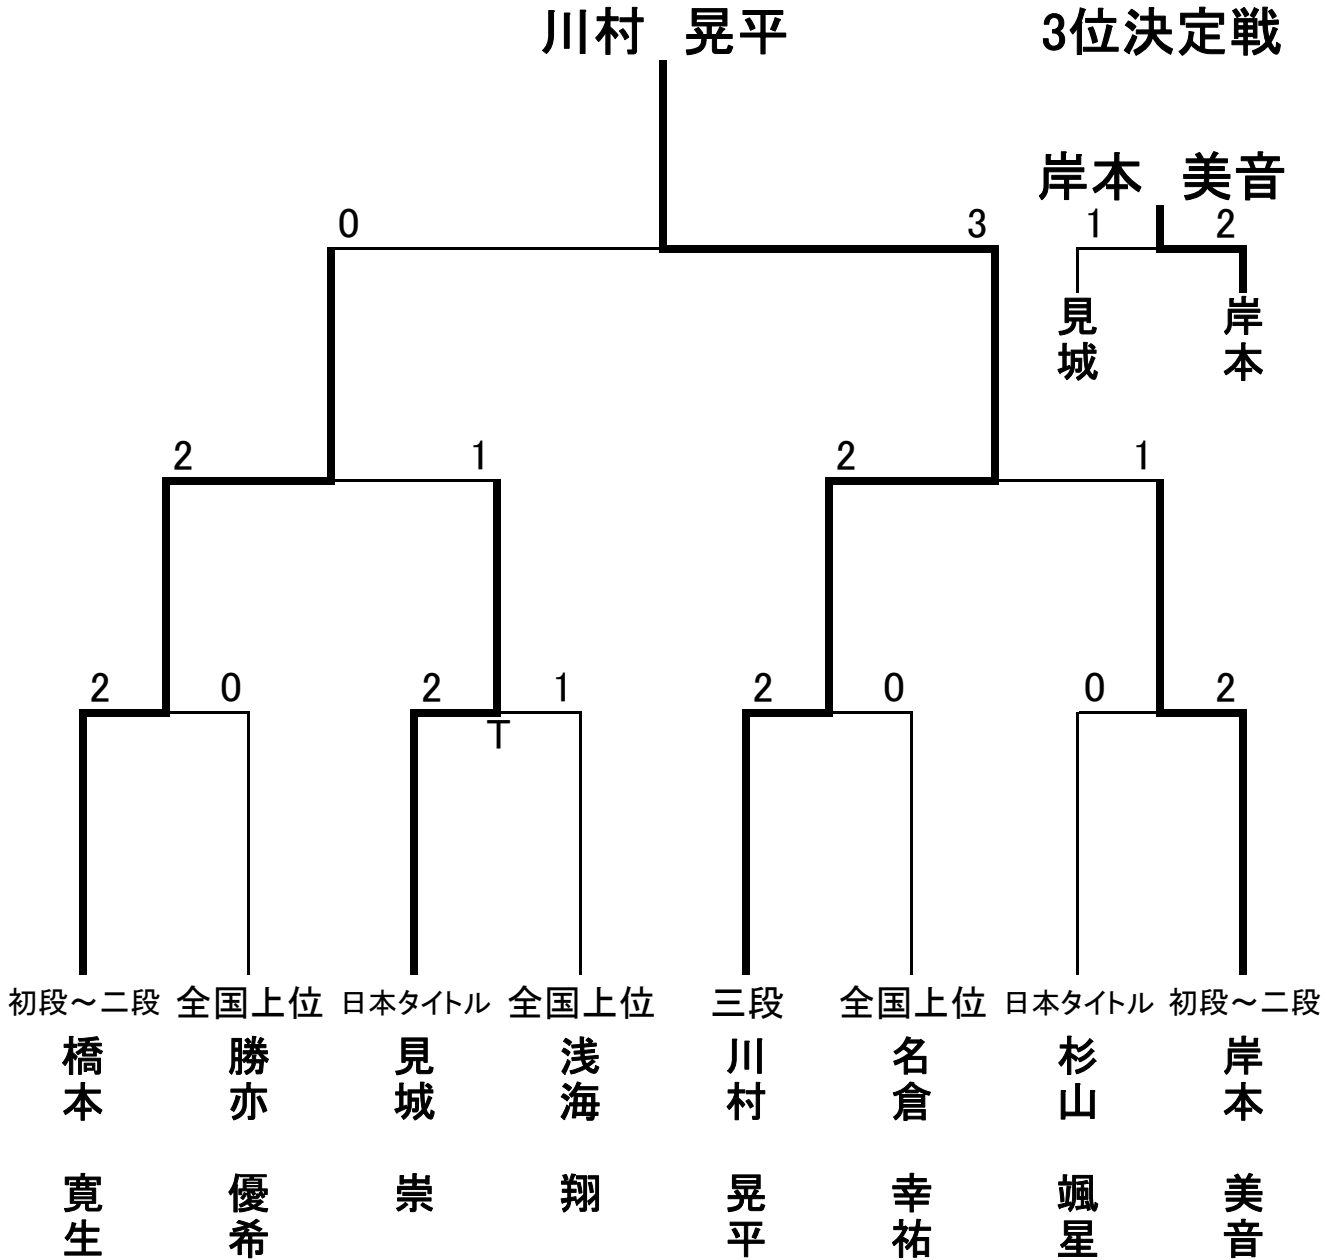 川村 晃平
3位決定戦
岸本 美音
0
3
1
2
見城
岸本
2
1
2
1
2
0
2
1
2
0
0
2
T
初段～二段
全国上位
日本タイトル
全国上位
三段
全国上位
日本タイトル
初段～二段
橋本 寛生
勝亦 優希
見城 崇
浅海 翔
川村 晃平
名倉 幸祐
杉山 颯星
岸本 美音